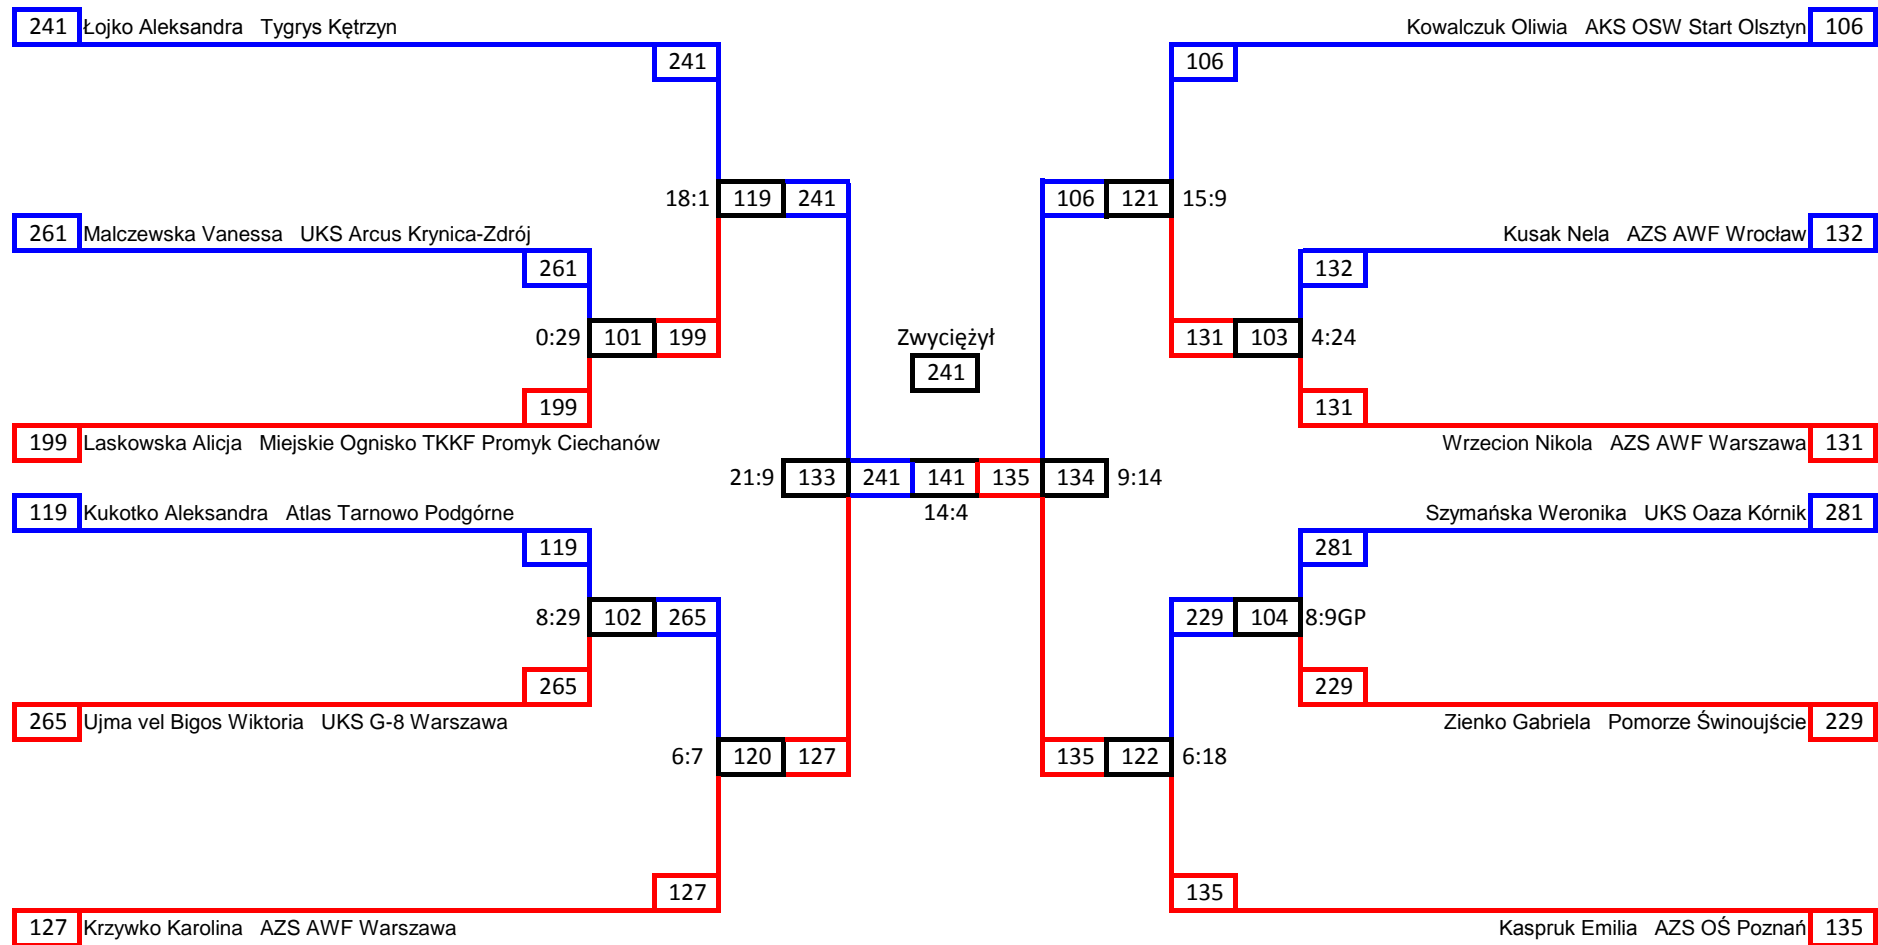 241 Łojko Aleksandra Tygrys Kętrzyn Kowalczuk Oliwia AKS OSW Start Olsztyn 106
241 106
18:1 119 241 106 121 15:9
261 Malczewska Vanessa UKS Arcus Krynica-Zdrój Kusak Nela AZS AWF Wrocław 132
261 132
0:29 101 199 Zwyciężył 131 103 4:24
241
199 131
199 Laskowska Alicja Miejskie Ognisko TKKF Promyk Ciechanów Wrzecion Nikola AZS AWF Warszawa 131
21:9 133 241 141 135 134 9:14
119 Kukotko Aleksandra Atlas Tarnowo Podgórne 14:4 Szymańska Weronika UKS Oaza Kórnik 281
119 281
8:29 102 265 229 104 8:9GP
265 229
265 Ujma vel Bigos Wiktoria UKS G-8 Warszawa Zienko Gabriela Pomorze Świnoujście 229
6:7 120 127 135 122 6:18
127 135
127 Krzywko Karolina AZS AWF Warszawa Kaspruk Emilia AZS OŚ Poznań 135